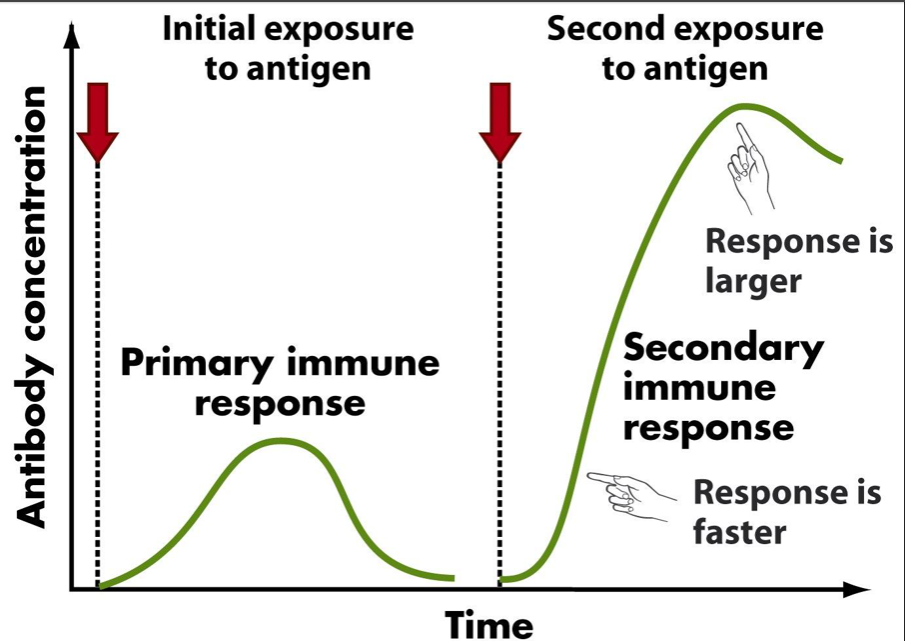 Initial exposure
to antigen
Second exposure
to antigen
Antibody concentration
Primary immune
response
Response is
larger
Secondary
immune
response
Response is
faster
Time